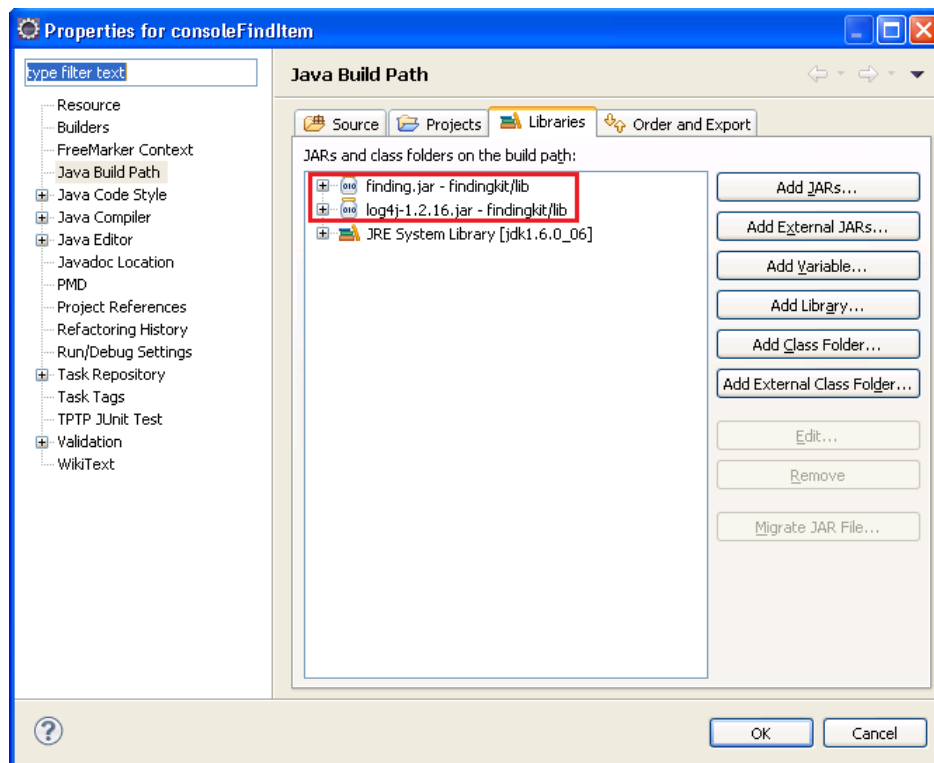 Properties for consoleFindItem
type filter text
Resource
Builders
FreeMarker Context
Java Build Path
Java Code Style
Java Compiler
Java Editor
Javadoc Location
PMD
Project References
Refactoring History
Run/Debug Settings
Task Repository
Task Tags
TPTP JUnit Test
Validation
WikiText
Java Build Path
Source
Projects
Libraries
Order and Export
JARs and class folders on the build path:
finding.jar - findingkit/lib
log4j-1.2.16.jar - findingkit/lib
JRE System Library [jdk1.6.0_06]
Add JARs...
Add External JARs...
Add Variable...
Add Library...
Add Class Folder...
Add External Class Folder...
Edit...
Remove
Migrate JAR File...
OK
Cancel